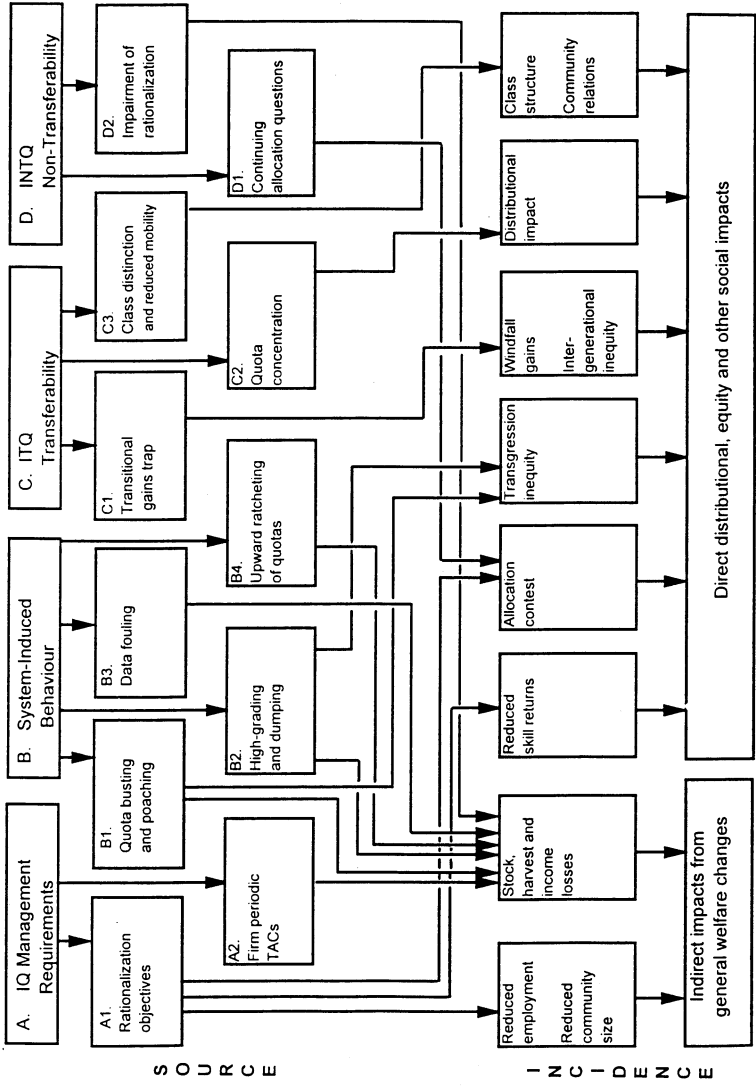 A. IQ Management
Requirements
B. System-Induced
Behaviour
C. ITQ
Transferability
D. INTQ
Non-Transferability
S O U R C E
A1.
Rationalization
objectives
B1.
Quota busting
and poaching
B3.
Data fouling
C1.
Transitional
gains trap
C3.
Class distinction
and reduced mobility
D2.
Impairment of
rationalization
A2.
Firm periodic
TACs
B2.
High-grading
and dumping
B4.
Upward ratcheting
of quotas
C2.
Quota
concentration
D1.
Continuing
allocation questions
I N C I D E N C E
Reduced
employment
Reduced
community
size
Stock,
harvest and
income
losses
Reduced
skill returns
Allocation
contest
Transgression
inequity
Windfall
gains
Inter-
generational
inequity
Distributional
impact
Class
structure
Community
relations
Indirect impacts from
general welfare changes
Direct distributional, equity and other social impacts